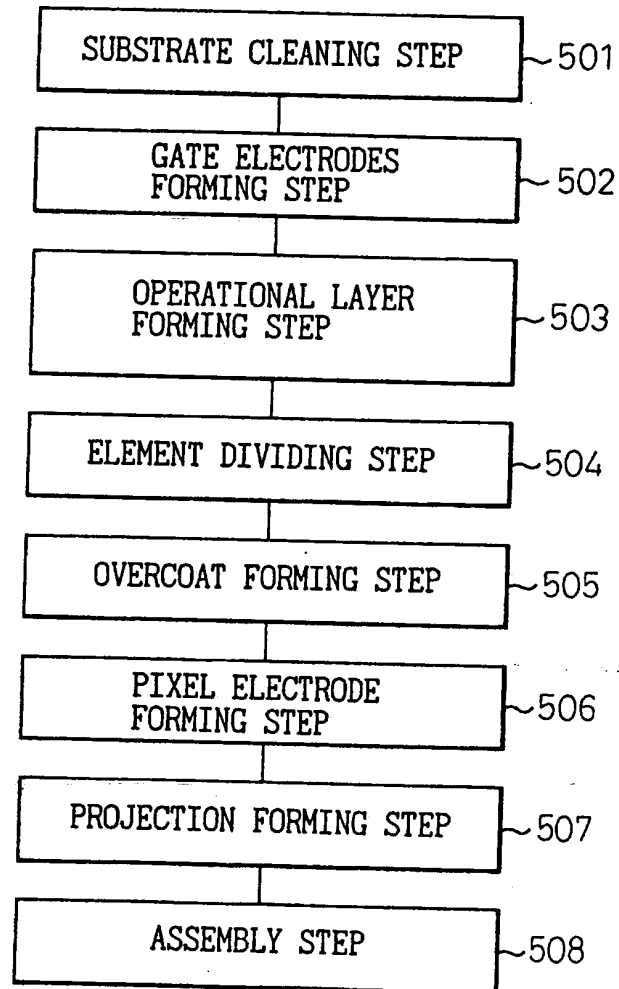 SUBSTRATE CLEANING STEP ~501
GATE ELECTRODES
FORMING STEP ~502
OPERATIONAL LAYER
FORMING STEP ~503
ELEMENT DIVIDING STEP ~504
OVERCOAT FORMING STEP ~505
PIXEL ELECTRODE
FORMING STEP ~506
PROJECTION FORMING STEP ~507
ASSEMBLY STEP ~508